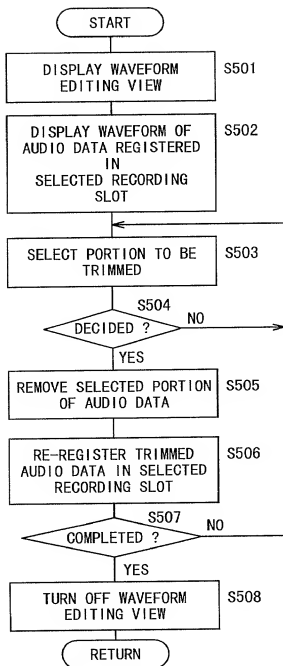 START
DISPLAY WAVEFORM
EDITING VIEW
S501
DISPLAY WAVEFORM OF
AUDIO DATA REGISTERED
IN
SELECTED RECORDING
SLOT
S502
SELECT PORTION TO BE
TRIMMED
S503
S504
DECIDED ?
NO
YES
REMOVE SELECTED PORTION
OF AUDIO DATA
S505
RE-REGISTER TRIMMED
AUDIO DATA IN SELECTED
RECORDING SLOT
S506
S507
COMPLETED ?
NO
YES
TURN OFF WAVEFORM
EDITING VIEW
S508
RETURN